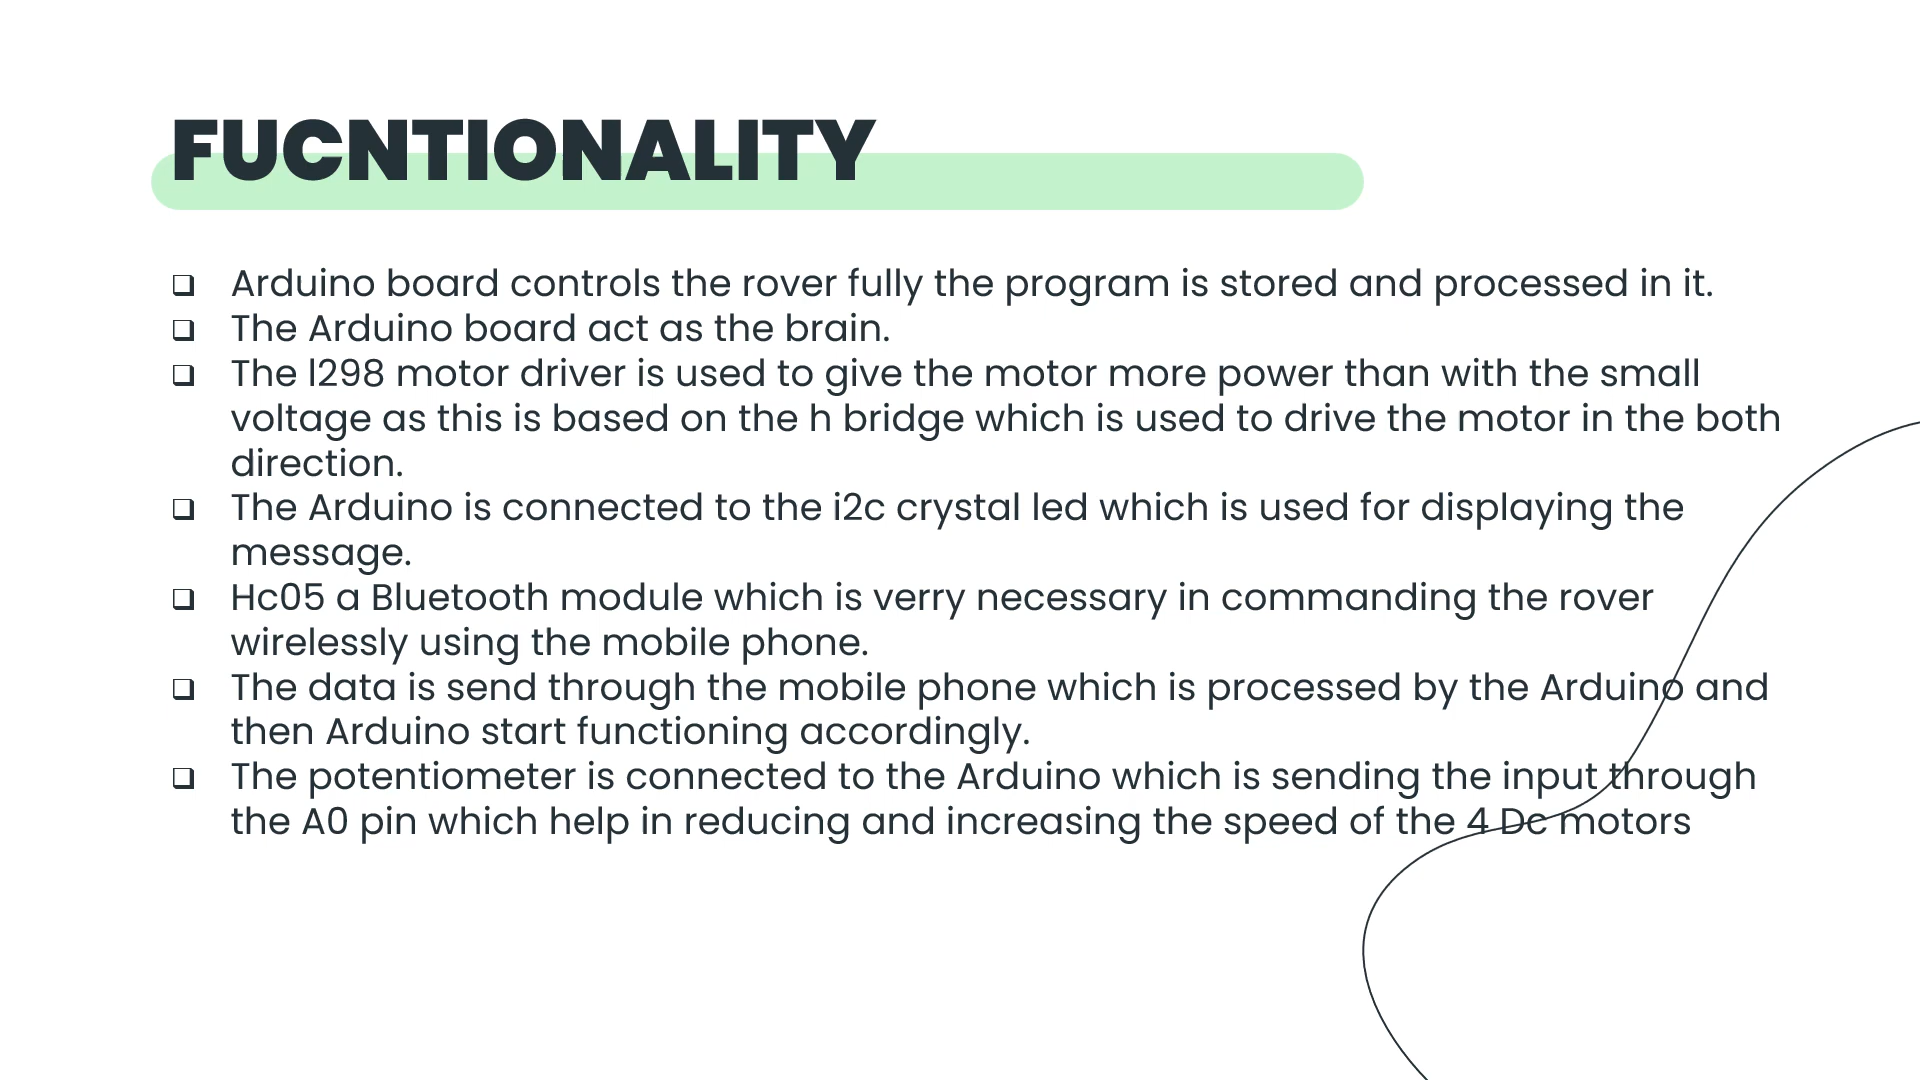 FUCNTIONALITY
❑ Arduino board controls the rover fully the program is stored and processed in it.
❑ The Arduino board act as the brain.
❑ The l298 motor driver is used to give the motor more power than with the small
voltage as this is based on the h bridge which is used to drive the motor in the both
direction.
❑ The Arduino is connected to the i2c crystal led which is used for displaying the
message.
❑ Hc05 a Bluetooth module which is verry necessary in commanding the rover
wirelessly using the mobile phone.
❑ The data is send through the mobile phone which is processed by the Arduino and
then Arduino start functioning accordingly.
❑ The potentiometer is connected to the Arduino which is sending the input through
the A0 pin which help in reducing and increasing the speed of the 4 Dc motors